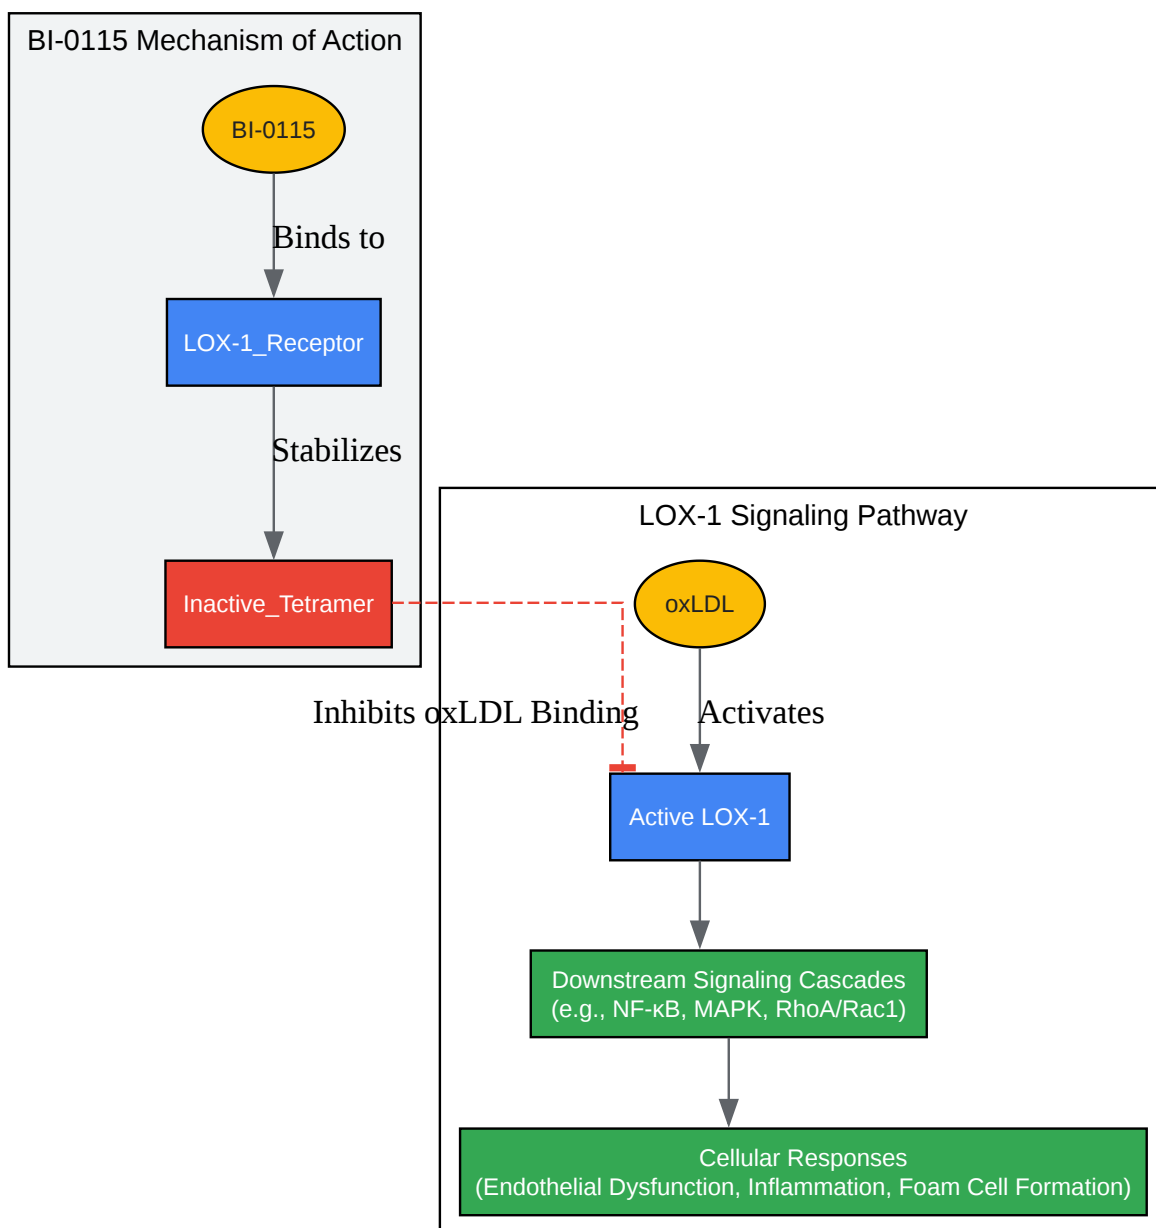 BI-0115 Mechanism of Action
BI-0115
Binds to
LOX-1_Receptor
Stabilizes
Inactive_Tetramer
LOX-1 Signaling Pathway
oxLDL
Inhibits oxLDL Binding
Activates
Active LOX-1
Downstream Signaling Cascades
(e.g., NF-κB, MAPK, RhoA/Rac1)
Cellular Responses
(Endothelial Dysfunction, Inflammation, Foam Cell Formation)